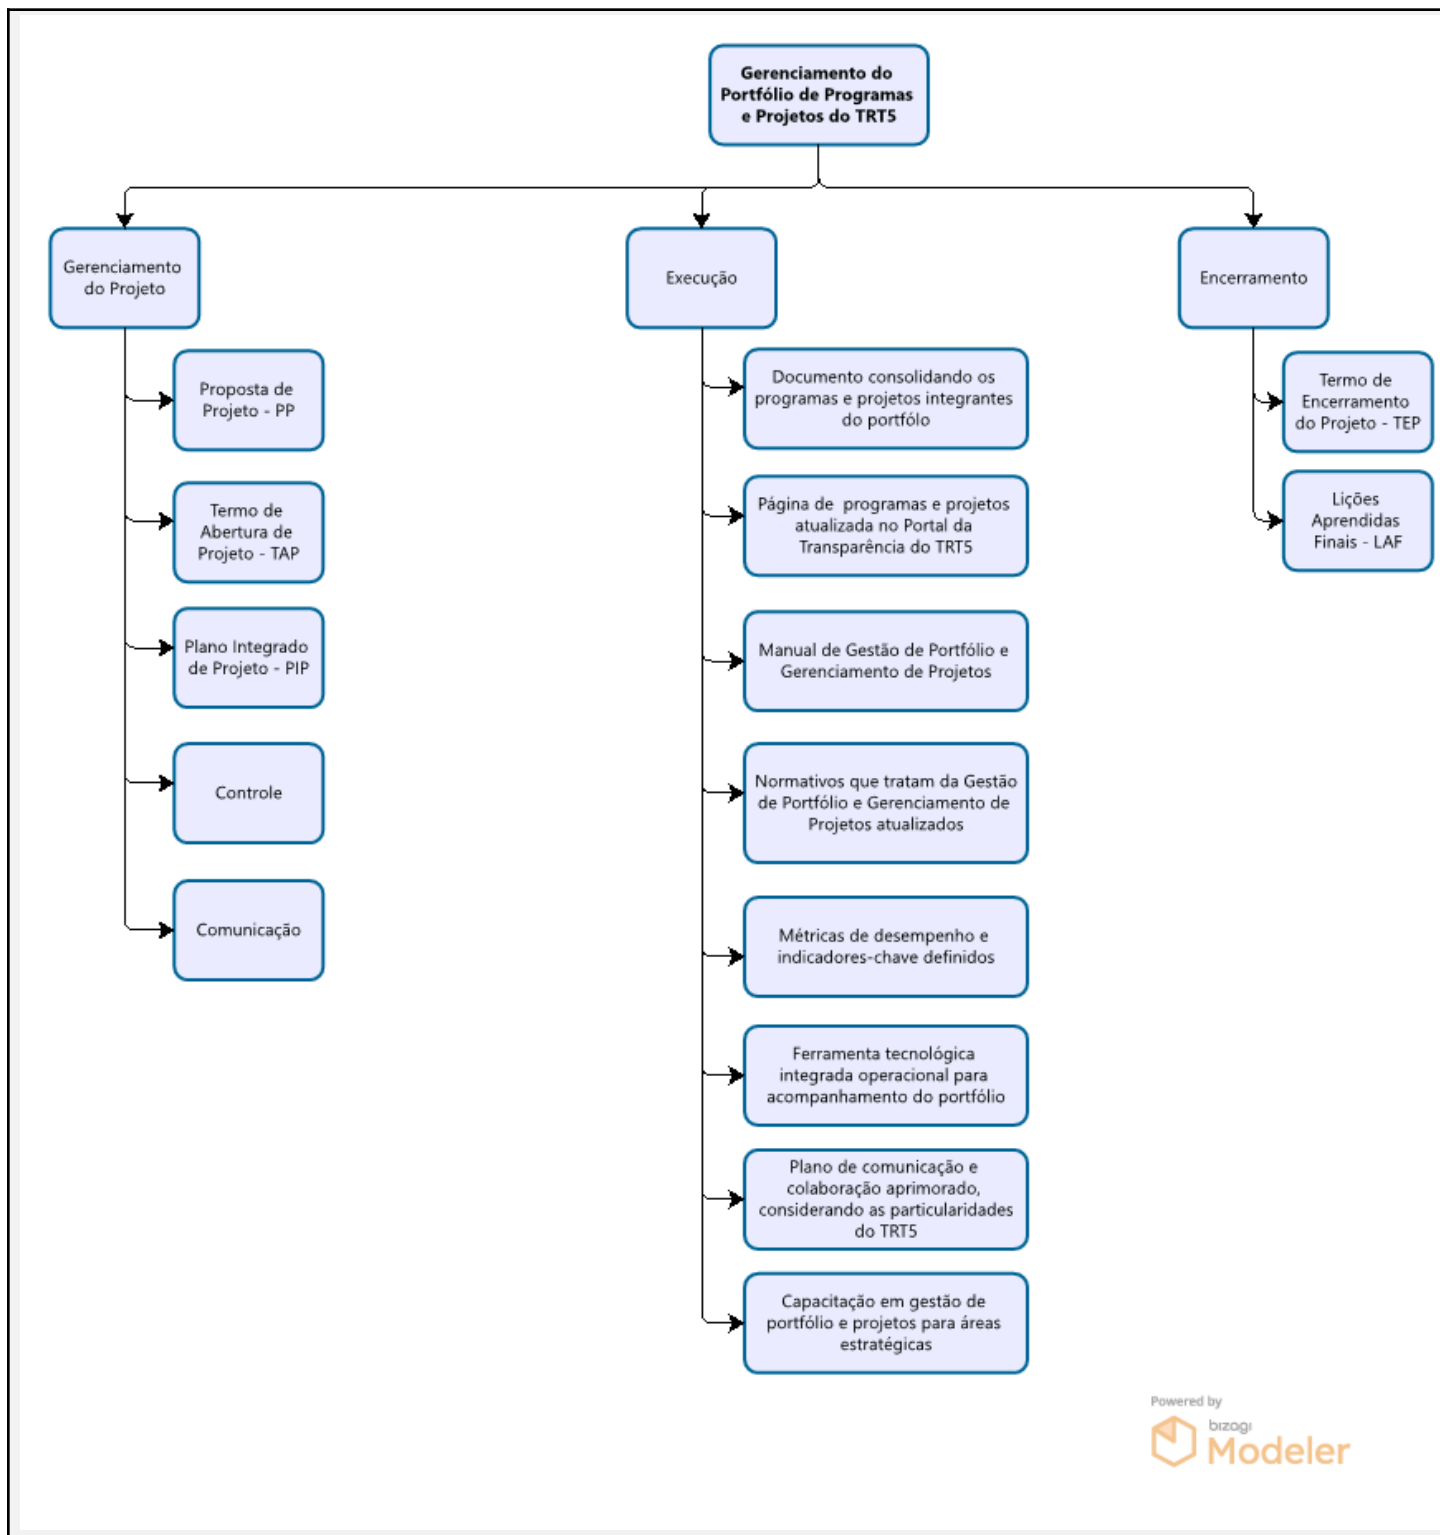 Gerenciamento do
Portfólio de Programas
e Projetos do TRT5
Gerenciamento
do Projeto
Proposta de
Projeto - PP
Termo de
Abertura de
Projeto - TAP
Plano Integrado
de Projeto - PIP
Controle
Comunicação
Execução
Documento consolidando os
programas e projetos integrantes
do portfólo
Página de programas e projetos
atualizada no Portal da
Transparência do TRT5
Manual de Gestão de Portfólio e
Gerenciamento de Projetos
Normativos que tratam da Gestão
de Portfólio e Gerenciamento de
Projetos atualizados
Métricas de desempenho e
indicadores-chave definidos
Ferramenta tecnológica
integrada operacional para
acompanhamento do portfólio
Plano de comunicação e
colaboração aprimorado,
considerando as particularidades
do TRT5
Capacitação em gestão de
portfólio e projetos para áreas
estratégicas
Encerramento
Termo de
Encerramento
do Projeto - TEP
Lições
Aprendidas
Finais - LAF
Powered by
bizagi
Modeler